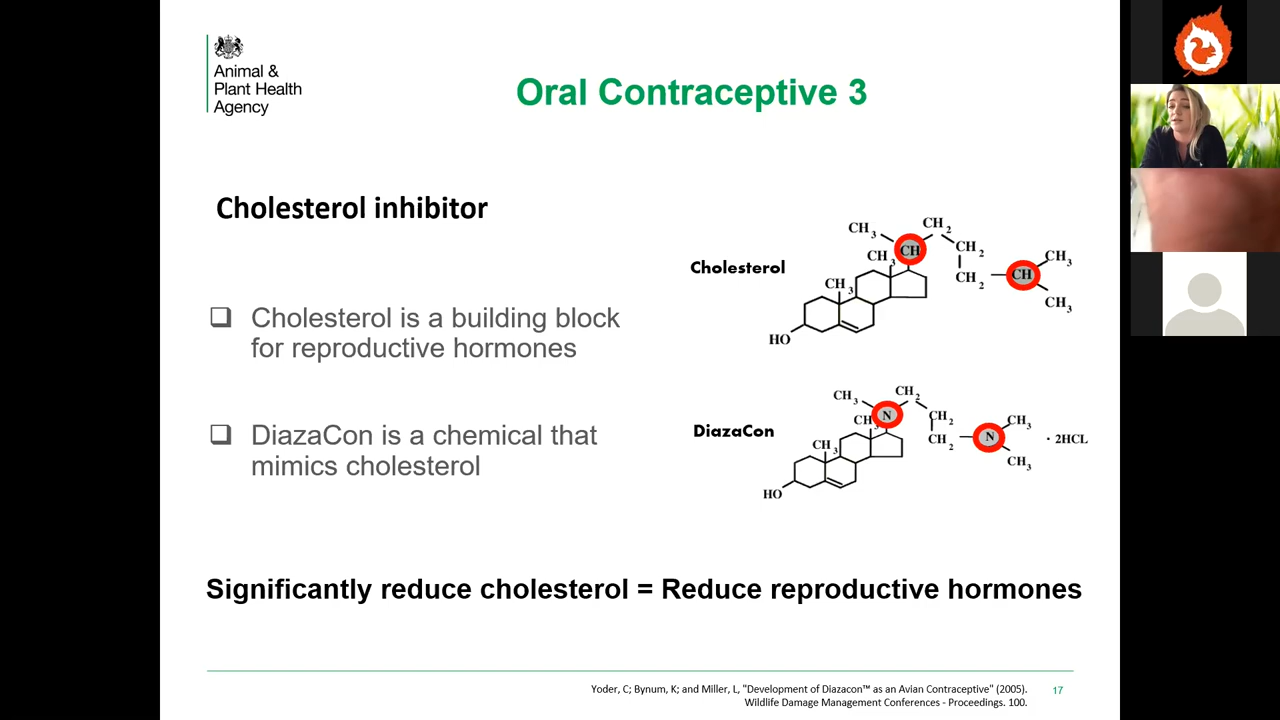 Animal &
Plant Health
Agency
Oral Contraceptive 3
Cholesterol inhibitor
❑ Cholesterol is a building block
for reproductive hormones
❑ DiazaCon is a chemical that
mimics cholesterol
Cholesterol
CH3
CH2
CH
CH3
CH2
CH3
CH2
CH
CH3
CH3
HO
DiazaCon
CH3
CH2
N
CH3
CH2
CH3
CH3
CH2
N
· 2HCL
CH3
HO
Significantly reduce cholesterol = Reduce reproductive hormones
Yoder, C; Bynum, K; and Miller, L, "Development of Diazacon™ as an Avian Contraceptive" (2005).
Wildlife Damage Management Conferences - Proceedings. 100.
17